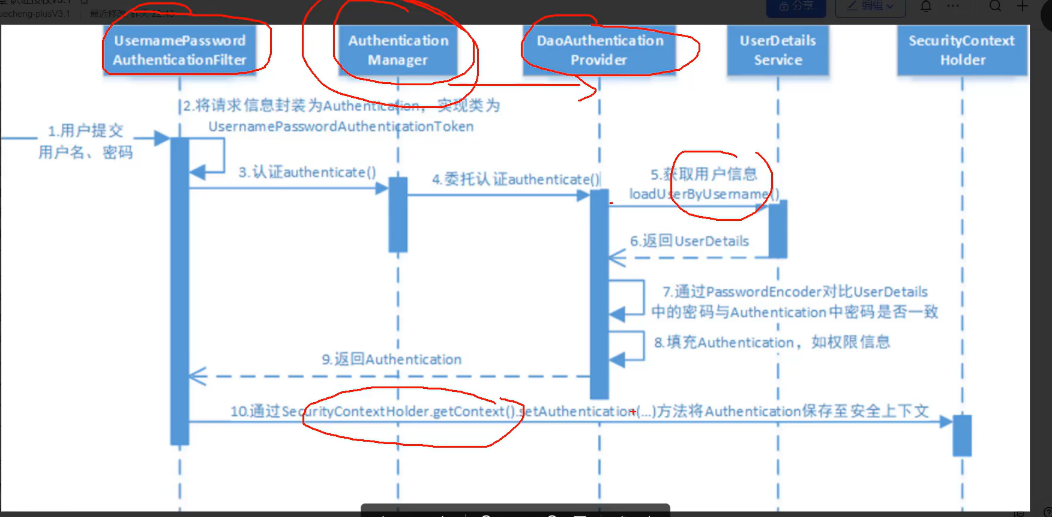 分享
编辑
UsernamePassword
AuthenticationFilter
Authentication
Manager
DaoAuthentication
Provider
UserDetails
Service
SecurityContext
Holder
2.将请求信息封装为Authentication，实现类为
UsernamePasswordAuthenticationToken
1.用户提交
用户名、密码
3.认证authenticate()
4.委托认证authenticate()
5.获取用户信息
loadUserByUsername()
6.返回UserDetails
7.通过PasswordEncoder对比UserDetails
中的密码与Authentication中密码是否一致
8.填充Authentication，如权限信息
9.返回Authentication
10.通过SecurityContextHolder.getContext().setAuthentication(...)方法将Authentication保存至安全上下文